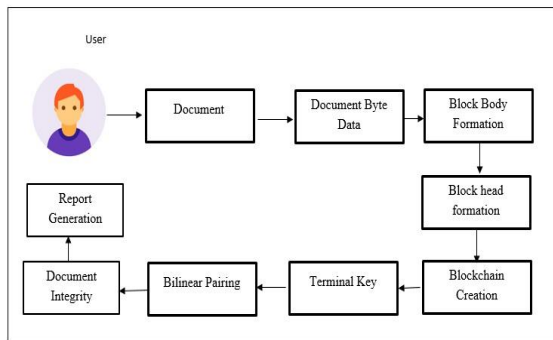 User
Document
Document Byte
Data
Block Body
Formation
Block head
formation
Blockchain
Creation
Terminal Key
Bilinear Pairing
Document
Integrity
Report
Generation